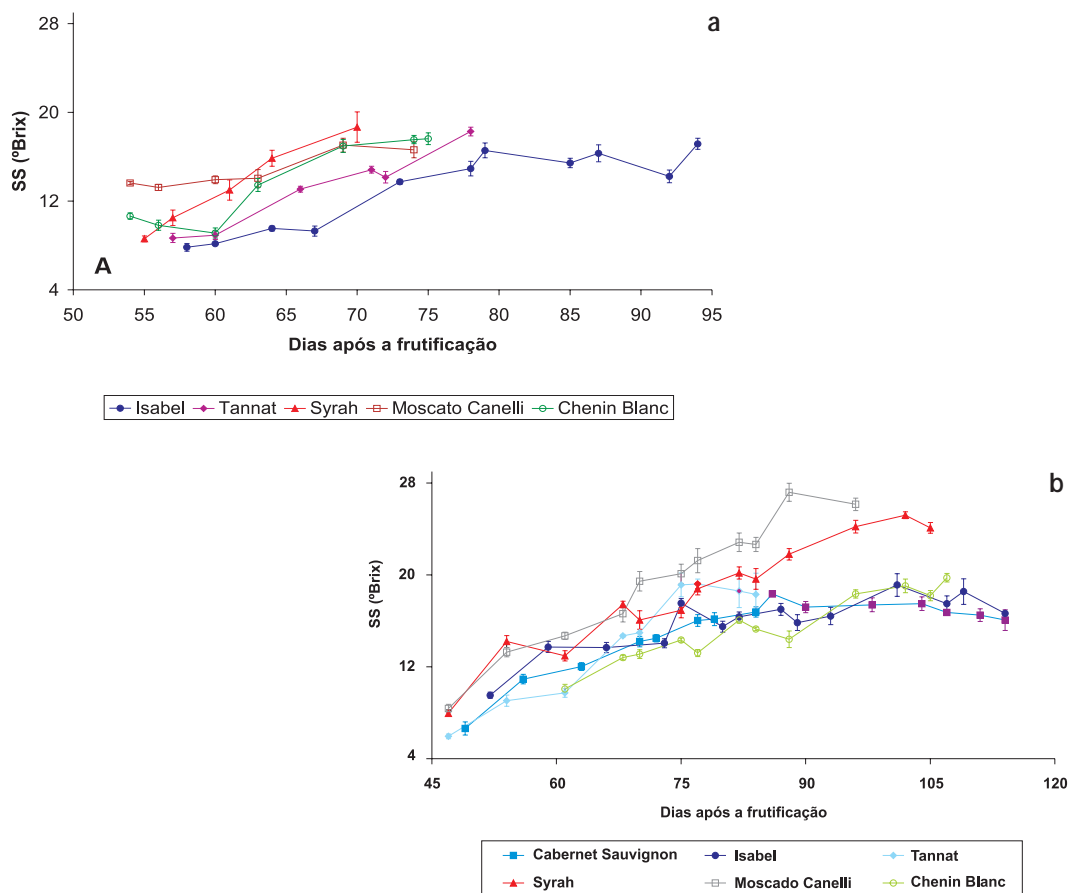 a
28
20
12
4
SS (ºBrix)
A
50 55 60 65 70 75 80 85 90 95
Dias após a frutificação
Isabel Tannat Syrah Moscato Canelli Chenin Blanc
b
28
20
12
4
SS (ºBrix)
45 61 75 90 105 120
Dias após a frutificação
Cabernet Sauvignon Isabel Tannat
Syrah Moscado Canelli Chenin Blanc